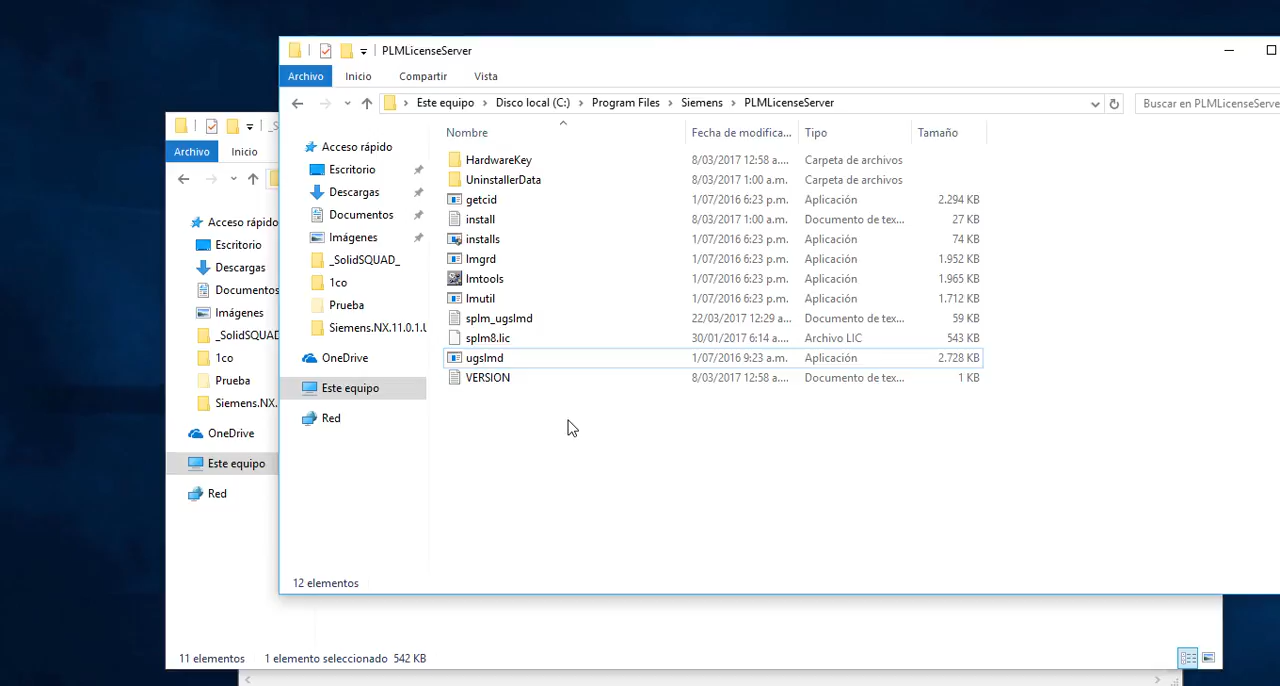 PLMLicenseServer
Archivo Inicio Compartir Vista
Este equipo > Disco local (C:) > Program Files > Siemens > PLMLicenseServer
Buscar en PLMLicenseServe
Nombre Fecha de modifica... Tipo Tamaño
HardwareKey 8/03/2017 12:58 a.... Carpeta de archivos
UninstallerData 8/03/2017 1:00 a.m. Carpeta de archivos
getcid 1/07/2016 6:23 p.m. Aplicación 2.294 KB
install 8/03/2017 1:00 a.m. Documento de tex... 27 KB
installs 1/07/2016 6:23 p.m. Aplicación 74 KB
lmgrd 1/07/2016 6:23 p.m. Aplicación 1.952 KB
lmtools 1/07/2016 6:23 p.m. Aplicación 1.965 KB
lmutil 1/07/2016 6:23 p.m. Aplicación 1.712 KB
splm_ugslmd 22/03/2017 12:29 a.... Documento de tex... 59 KB
splm8.lic 30/01/2017 6:14 a.... Archivo LIC 543 KB
ugslmd 1/07/2016 9:23 a.m. Aplicación 2.728 KB
VERSION 8/03/2017 12:58 a.... Documento de tex... 1 KB
Acceso rápido
Escritorio
Descargas
Documentos
Imágenes
_SolidSQUAD_
1co
Prueba
Siemens.NX.11.0.1.U
OneDrive
Este equipo
Red
12 elementos
_S
Archivo Inicio
Acceso rápido
Escritorio
Descargas
Documentos
Imágenes
_SolidSQUAD
1co
Prueba
Siemens.NX.
OneDrive
Este equipo
Red
11 elementos 1 elemento seleccionado 542 KB